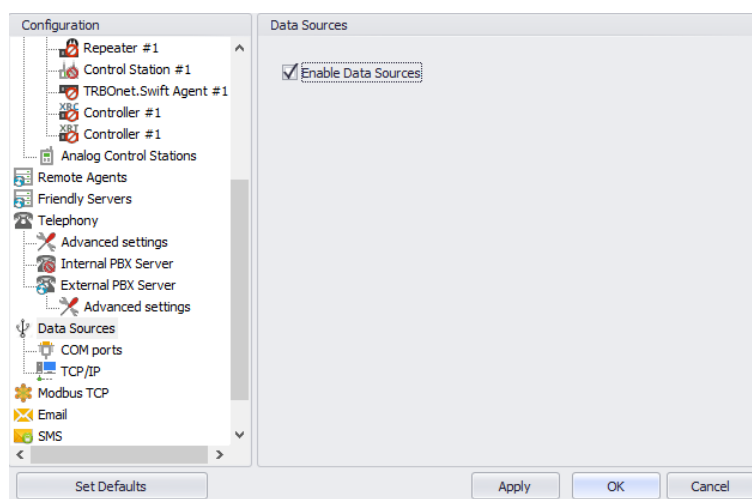 Configuration
Repeater #1
Control Station #1
TRBOnet.Swift Agent #1
XRC
Controller #1
XRT
Controller #1
Analog Control Stations
Remote Agents
Friendly Servers
Telephony
Advanced settings
Internal PBX Server
External PBX Server
Advanced settings
Data Sources
COM ports
TCP/IP
Modbus TCP
Email
SMS
Set Defaults
Data Sources
Enable Data Sources
Apply
OK
Cancel